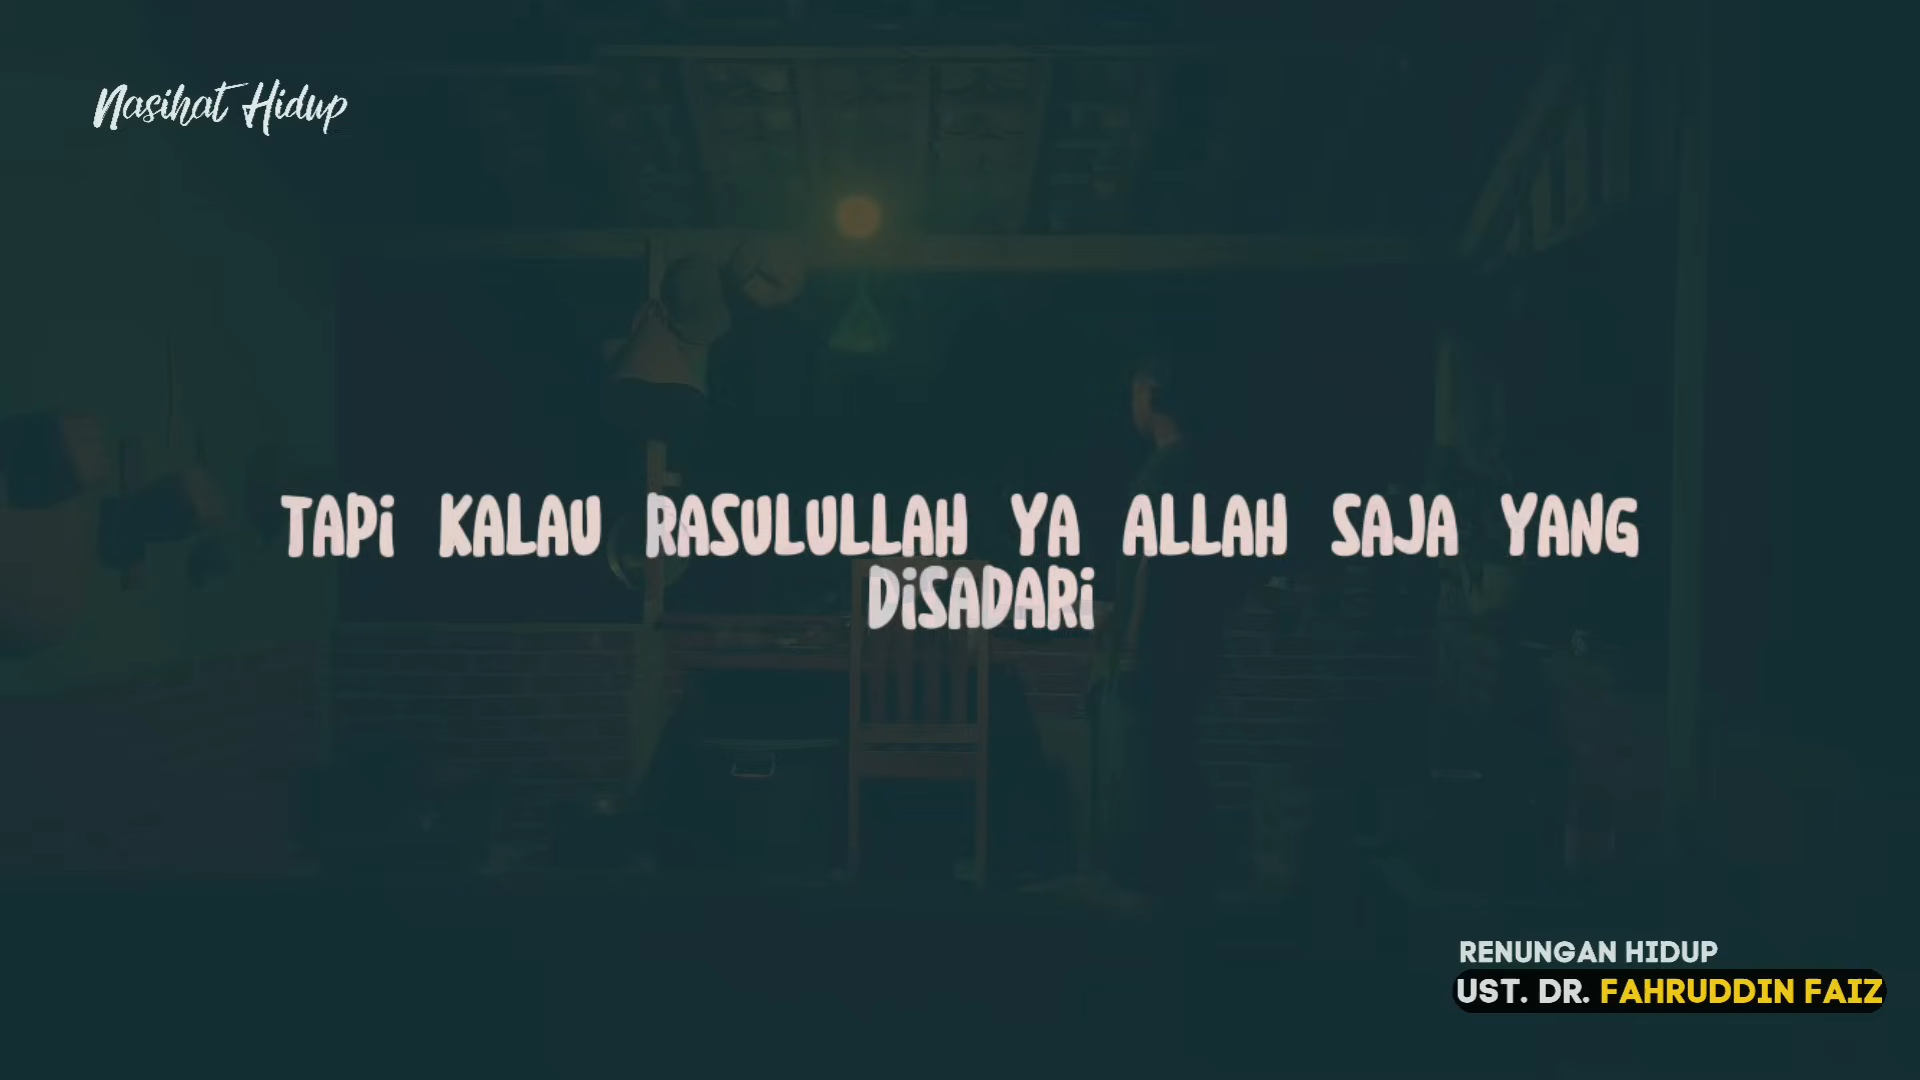 Nasihat Hidup
TAPi KALAU RASULULLAH YA ALLAH SAJA YANG
DiSADARi
RENUNGAN HIDUP
UST. DR. FAHRUDDIN FAIZ